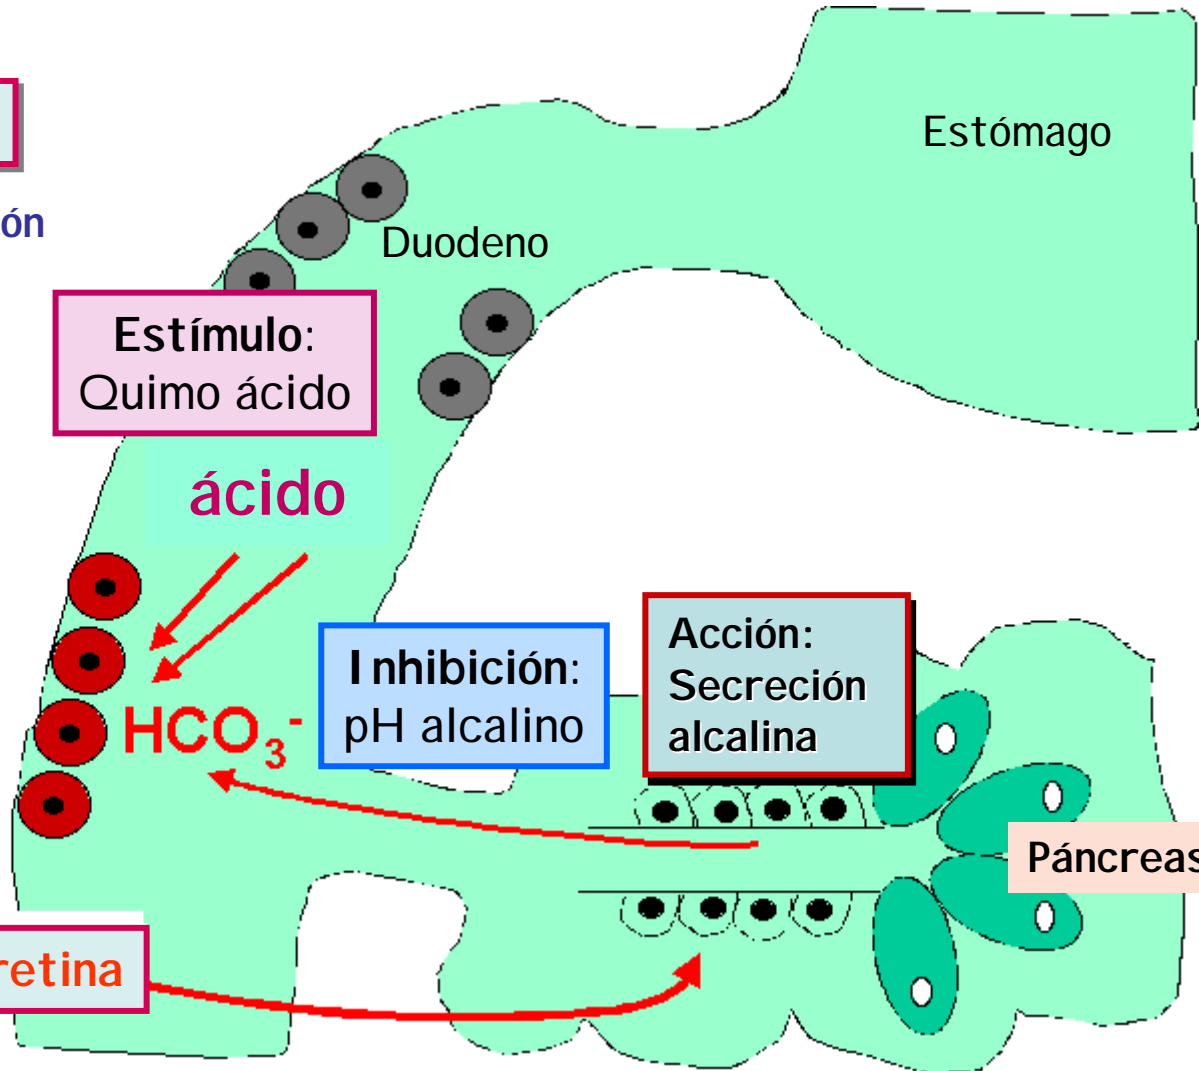 Estómago
ón
Duodeno
Estímulo:
Quimo ácido
ácido
Inhibición:
pH alcalino
Acción:
Secreción
alcalina
HCO₃⁻
Páncreas
retina